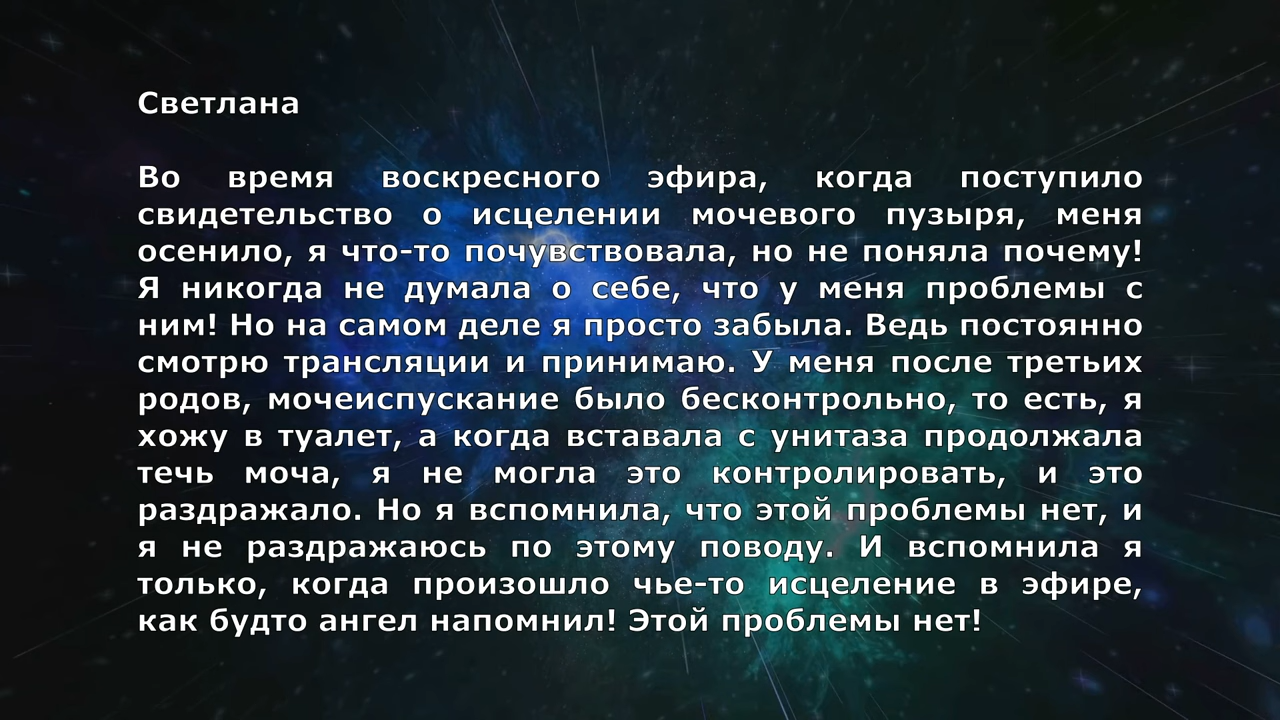 Светлана
Во время воскресного эфира, когда поступило
свидетельство о исцелении мочевого пузыря, меня
осенило, я что-то почувствовала, но не поняла почему!
Я никогда не думала о себе, что у меня проблемы с
ним! Но на самом деле я просто забыла. Ведь постоянно
смотрю трансляции и принимаю. У меня после третьих
родов, мочеиспускание было бесконтрольно, то есть, я
хожу в туалет, а когда вставала с унитаза продолжала
течь моча, я не могла это контролировать, и это
раздражало. Но я вспомнила, что этой проблемы нет, и
я не раздражаюсь по этому поводу. И вспомнила я
только, когда произошло чье-то исцеление в эфире,
как будто ангел напомнил! Этой проблемы нет!